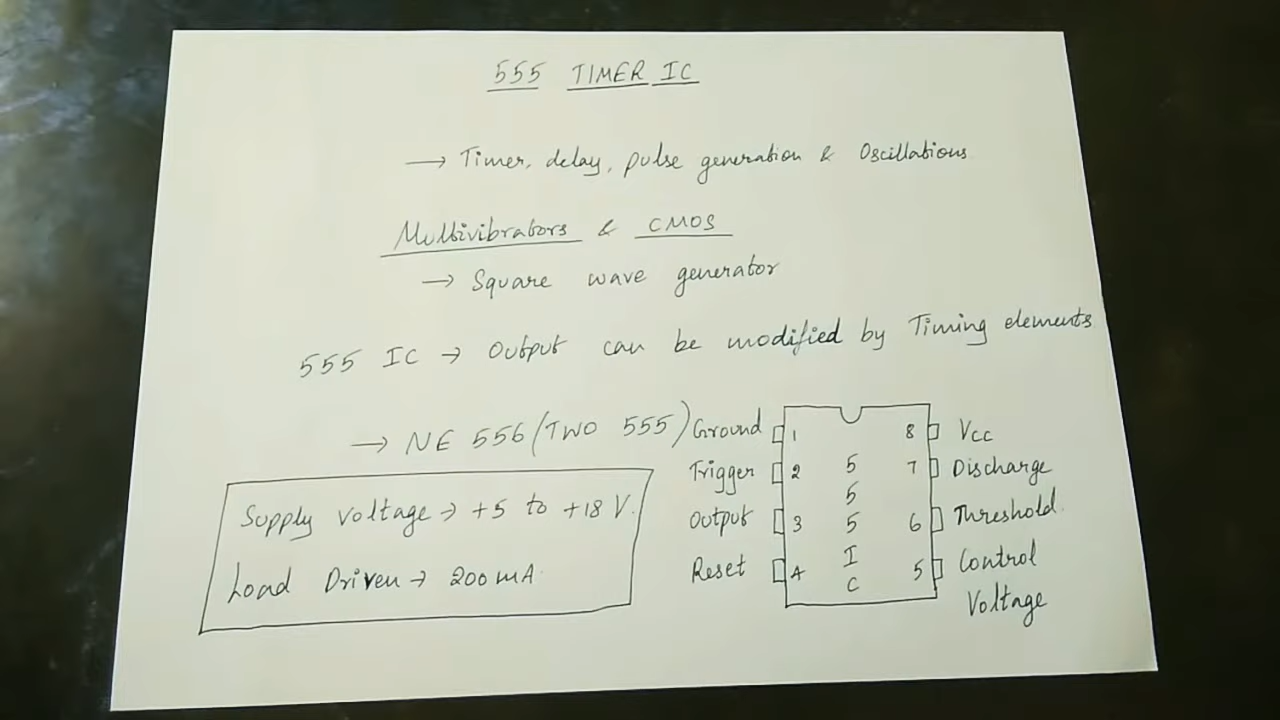 555 TIMER IC
→ Timer, delay, pulse generation & Oscillations
Multivibrators & CMOS
→ Square wave generator
555 IC → Output can be modified by Timing elements
→ NE 556 (TWO 555)
Supply voltage → +5 to +18 V.
Load Driven → 200 mA.
Ground 1 8 Vcc
Trigger 2 5 7 Discharge
5
Output 3 5 6 Threshold.
I
Reset 4 C 5 Control
Voltage